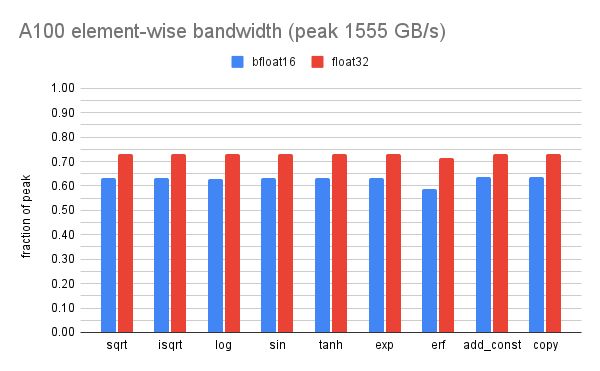 A100 element-wise bandwidth (peak 1555 GB/s)
bfloat16 float32
1.00
0.90
0.80
0.70
0.60
0.50
0.40
0.30
0.20
0.10
0.00
fraction of peak
sqrt isqrt log sin tanh exp erf add_const copy